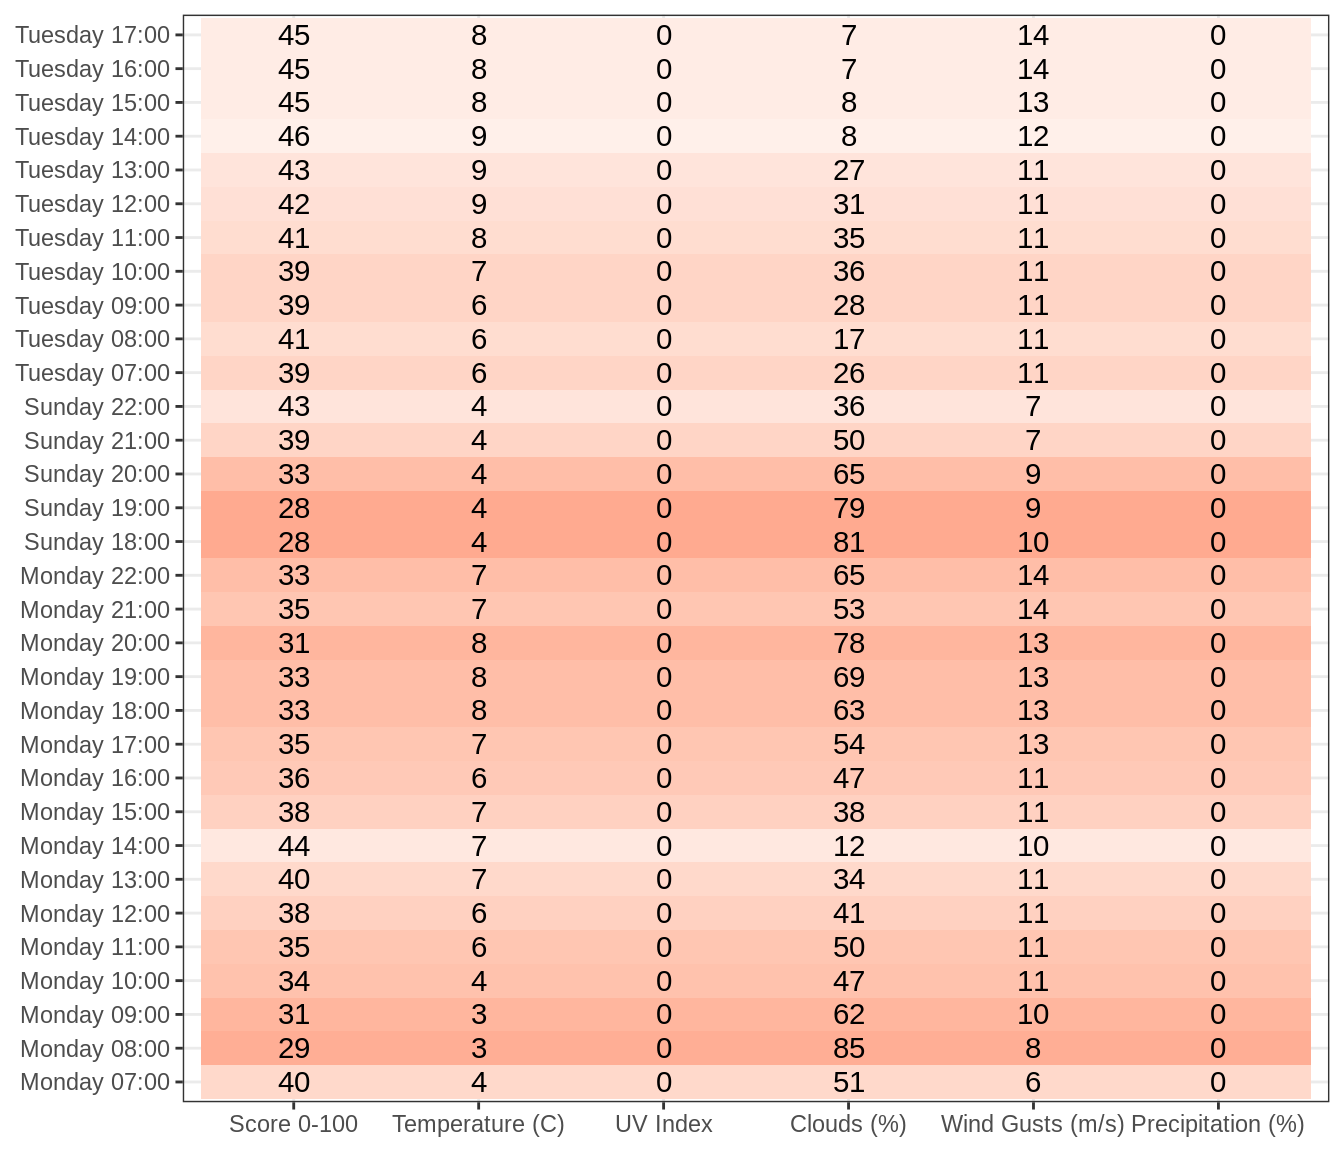 Tuesday 17:00 45 8 0 7 14 0
Tuesday 16:00 45 8 0 7 14 0
Tuesday 15:00 45 8 0 8 13 0
Tuesday 14:00 46 9 0 8 12 0
Tuesday 13:00 43 9 0 27 11 0
Tuesday 12:00 42 9 0 31 11 0
Tuesday 11:00 41 8 0 35 11 0
Tuesday 10:00 39 7 0 36 11 0
Tuesday 09:00 39 6 0 28 11 0
Tuesday 08:00 41 6 0 17 11 0
Tuesday 07:00 39 6 0 26 11 0
Sunday 22:00 43 4 0 36 7 0
Sunday 21:00 39 4 0 50 7 0
Sunday 20:00 33 4 0 65 9 0
Sunday 19:00 28 4 0 79 9 0
Sunday 18:00 28 4 0 81 10 0
Monday 22:00 33 7 0 65 14 0
Monday 21:00 35 7 0 53 14 0
Monday 20:00 31 8 0 78 13 0
Monday 19:00 33 8 0 69 13 0
Monday 18:00 33 8 0 63 13 0
Monday 17:00 35 7 0 54 13 0
Monday 16:00 36 6 0 47 11 0
Monday 15:00 38 7 0 38 11 0
Monday 14:00 44 7 0 12 10 0
Monday 13:00 40 7 0 34 11 0
Monday 12:00 38 6 0 41 11 0
Monday 11:00 35 6 0 50 11 0
Monday 10:00 34 4 0 47 11 0
Monday 09:00 31 3 0 62 10 0
Monday 08:00 29 3 0 85 8 0
Monday 07:00 40 4 0 51 6 0
Score 0-100 Temperature (C) UV Index Clouds (%) Wind Gusts (m/s) Precipitation (%)